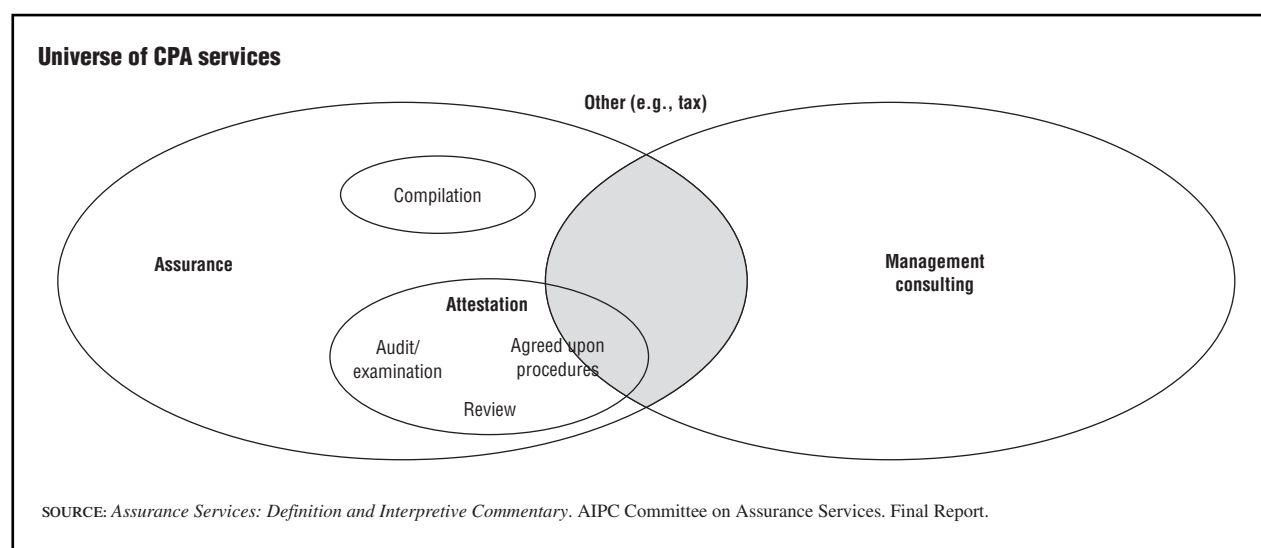 Universe of CPA services
Other (e.g., tax)
Compilation
Assurance
Management
consulting
Attestation
Audit/
examination
Agreed upon
procedures
Review
SOURCE: Assurance Services: Definition and Interpretive Commentary. AIPC Committee on Assurance Services. Final Report.